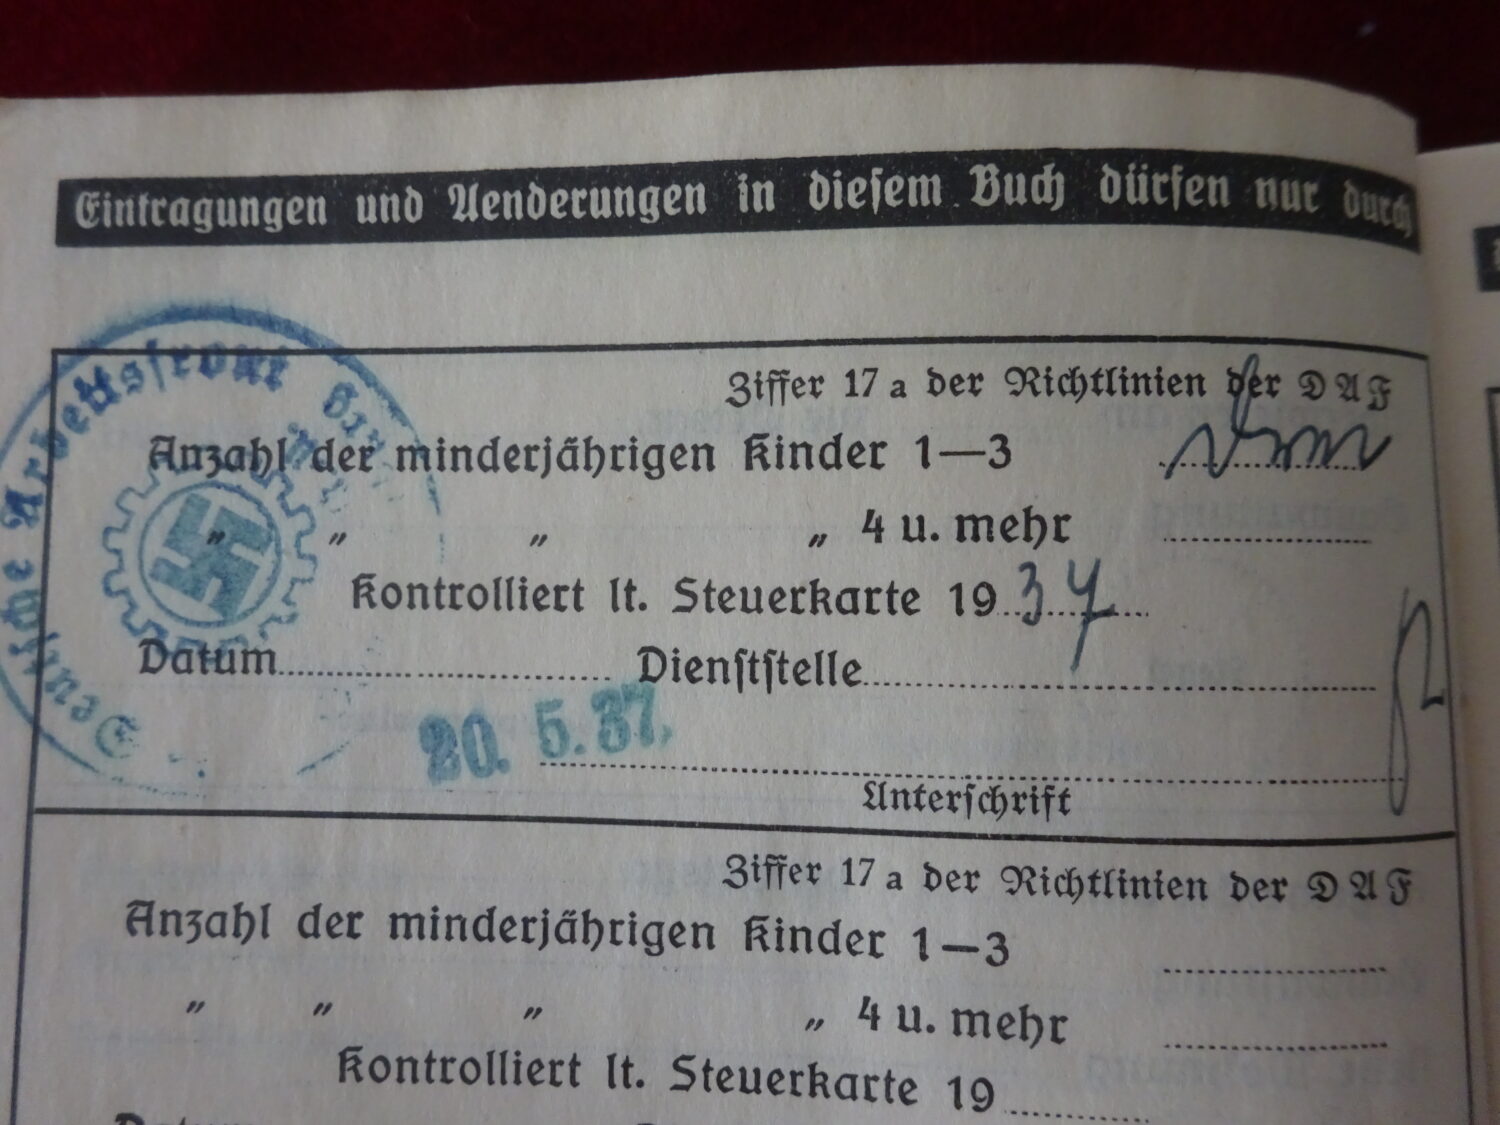 Eintragungen und Aenderungen in diesem Buch dürfen nur durch
Deutsche Arbeitsfront
Ziffer 17 a der Richtlinien der DAF
Anzahl der minderjährigen Kinder 1—3
„ „ „ „ 4 u. mehr
Kontrolliert lt. Steuerkarte 1937
Datum Dienststelle
20. 5. 37.
Unterschrift
Ziffer 17 a der Richtlinien der DAF
Anzahl der minderjährigen Kinder 1—3
„ „ „ „ 4 u. mehr
Kontrolliert lt. Steuerkarte 19